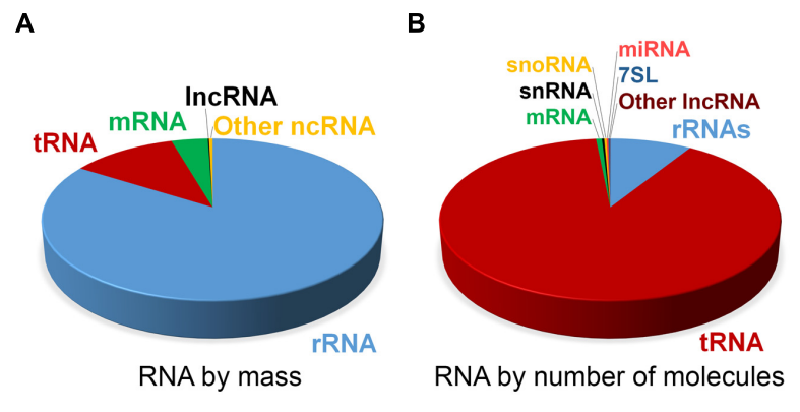 A
lncRNA
mRNA
Other ncRNA
tRNA
rRNA
RNA by mass
B
miRNA
snoRNA
7SL
snRNA
Other lncRNA
mRNA
rRNAs
tRNA
RNA by number of molecules